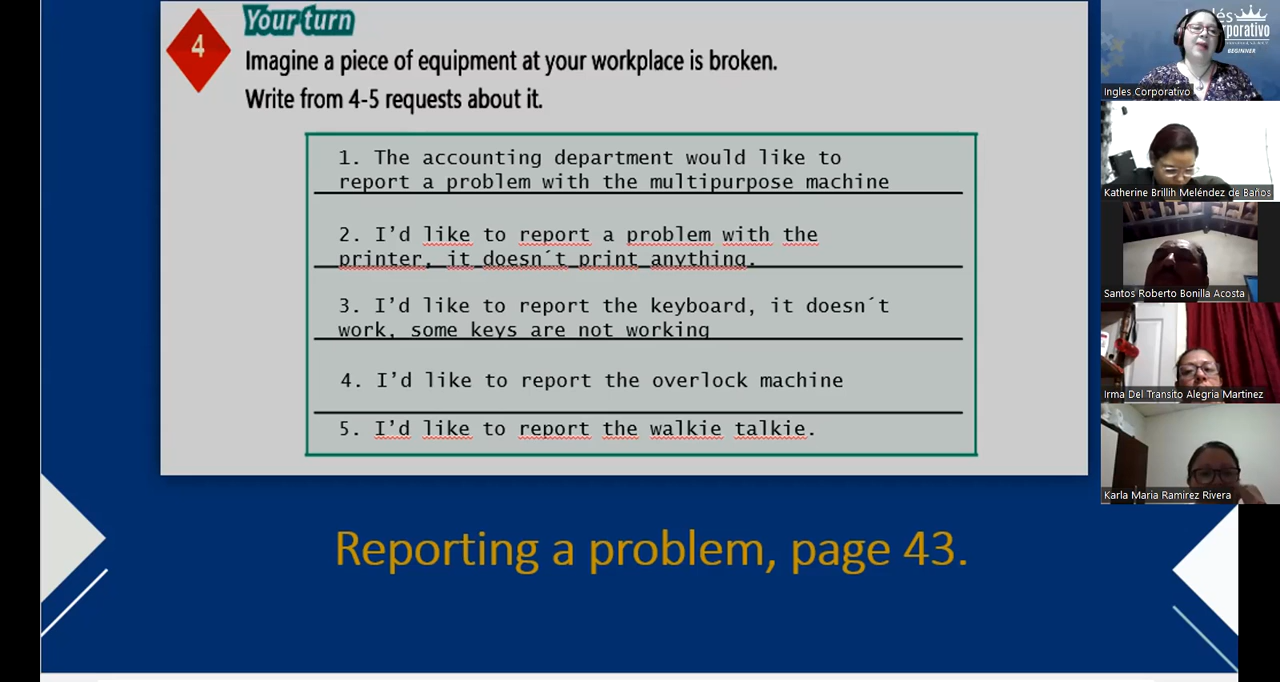 4
Your turn
Imagine a piece of equipment at your workplace is broken.
Write from 4-5 requests about it.
1. The accounting department would like to
report a problem with the multipurpose machine
2. I’d like to report a problem with the
printer, it doesn´t print anything.
3. I’d like to report the keyboard, it doesn´t
work, some keys are not working
4. I’d like to report the overlock machine
5. I’d like to report the walkie talkie.
Reporting a problem, page 43.
BEGINNER
Ingles Corporativo
Katherine Brillih Meléndez de Baños
Santos Roberto Bonilla Acosta
Irma Del Transito Alegria Martinez
Karla Maria Ramirez Rivera